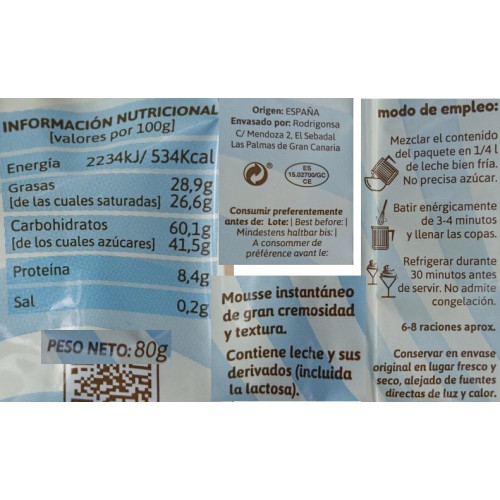 INFORMACIÓN NUTRICIONAL
[valores por 100g]
Energía 2234kJ/ 534Kcal
Grasas 28,9g
[de las cuales saturadas] 26,6g
Carbohidratos 60,1g
[de los cuales azúcares] 41,5g
Proteína 8,4g
Sal 0,2g
PESO NETO: 80g
Origen: ESPAÑA
Envasado por: Rodrigonsa
C/ Mendoza 2, El Sebadal
Las Palmas de Gran Canaria
ES
15.02700/GC
CE
Consumir preferentemente
antes de: Lote: | Best before: |
Mindestens haltbar bis: |
A consommer de
préférence avant le:
Mousse instantáneo
de gran cremosidad
y textura.
Contiene leche y sus
derivados (incluida
la lactosa).
modo de empleo:
Mezclar el contenido
del paquete en 1/4 l
de leche bien fría.
No precisa azúcar.
Batir enérgicamente
de 3-4 minutos
y llenar las copas.
Refrigerar durante
30 minutos antes
de servir. No admite
congelación.
6-8 raciones aprox.
Conservar en envase
original en lugar fresco y
seco, alejado de fuentes
directas de luz y calor.